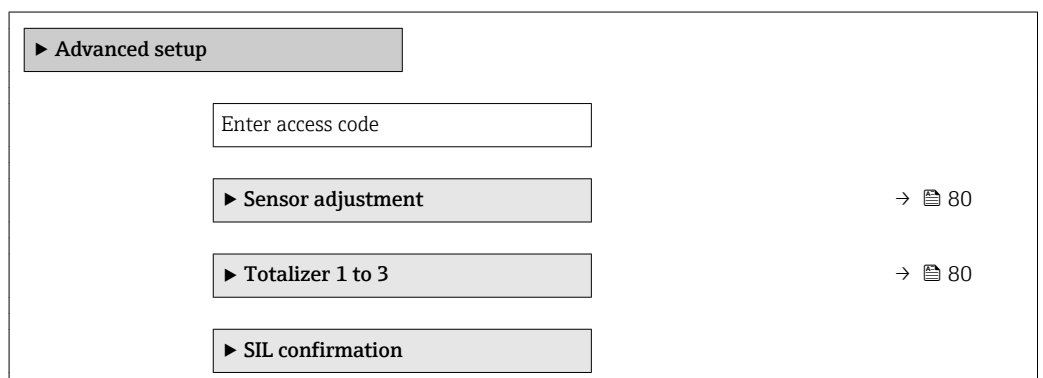 ▶ Advanced setup
Enter access code
▶ Sensor adjustment → 80
▶ Totalizer 1 to 3 → 80
▶ SIL confirmation